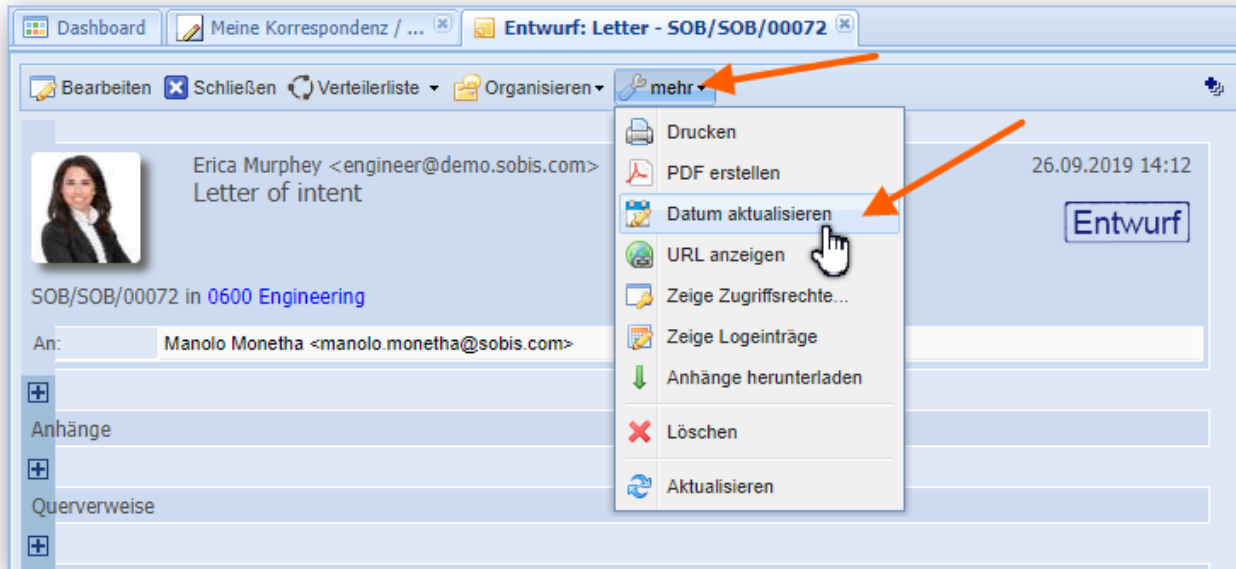 Dashboard
Meine Korrespondenz / ...
Entwurf: Letter - SOB/SOB/00072
Bearbeiten
Schließen
Verteilerliste
Organisieren
mehr
Erica Murphey <engineer@demo.sobis.com>
26.09.2019 14:12
Letter of intent
Entwurf
SOB/SOB/00072 in 0600 Engineering
An:
Manolo Monetha <manolo.monetha@sobis.com>
Anhänge
Querverweise
Drucken
PDF erstellen
Datum aktualisieren
URL anzeigen
Zeige Zugriffsrechte...
Zeige Logeinträge
Anhänge herunterladen
Löschen
Aktualisieren